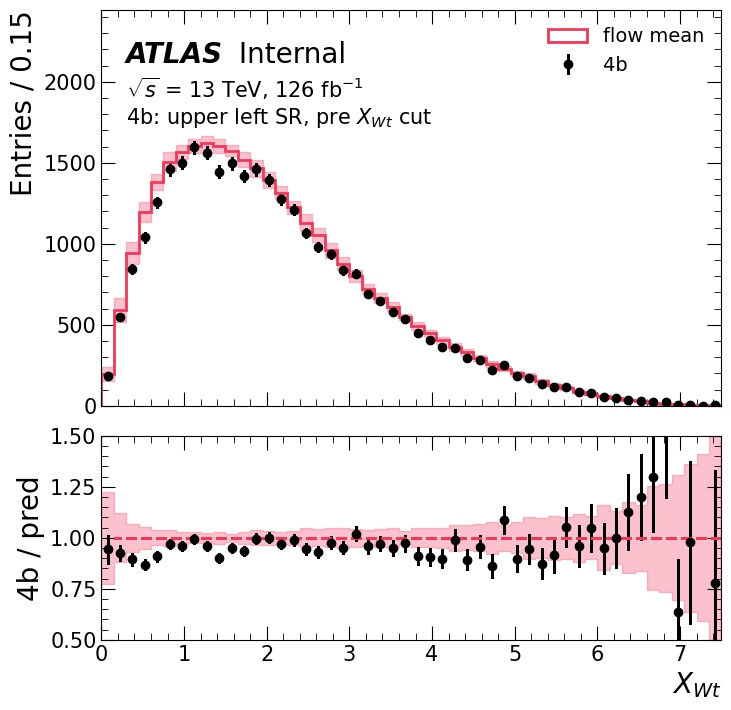 ATLAS Internal
√s = 13 TeV, 126 fb⁻¹
4b: upper left SR, pre X_Wt cut
flow mean
4b
Entries / 0.15
2000
1500
1000
500
0
4b / pred
1.50
1.25
1.00
0.75
0.50
0 1 2 3 4 5 6 7
X_Wt